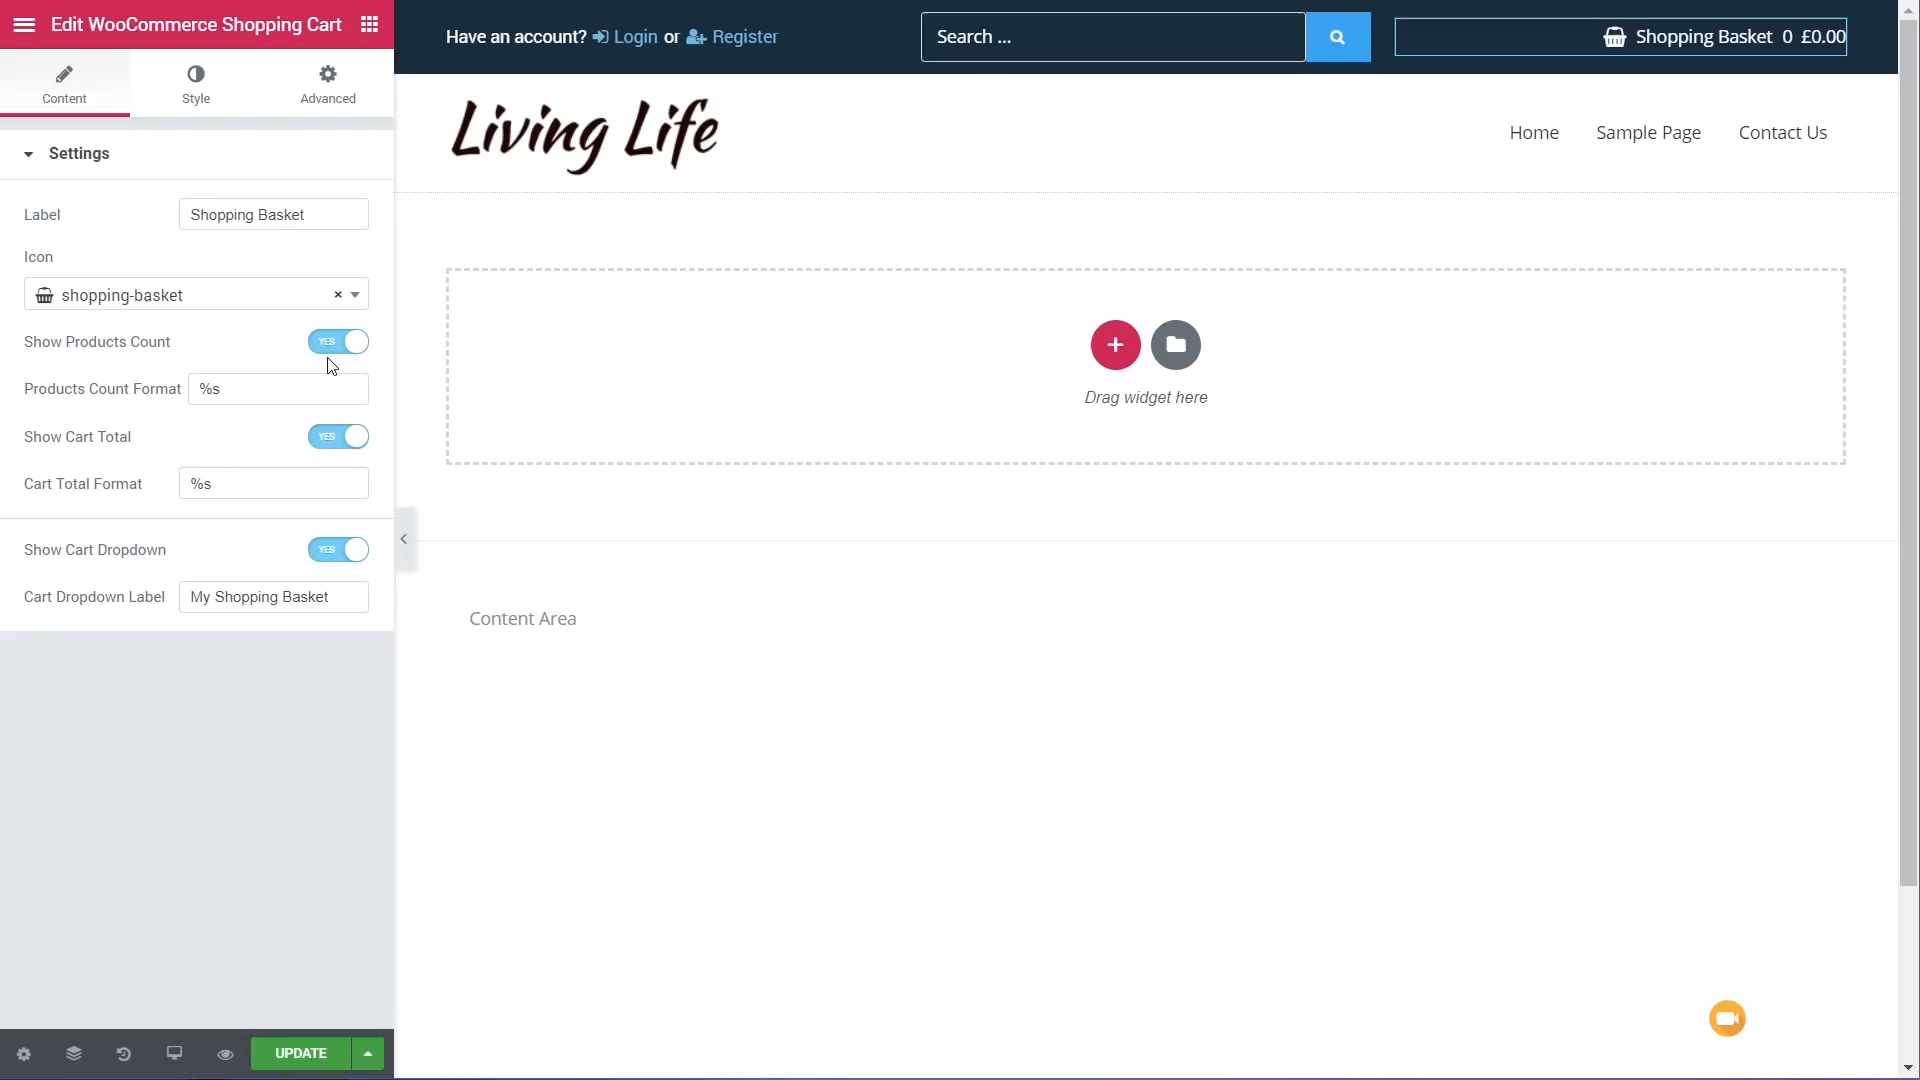 Edit WooCommerce Shopping Cart
Content
Style
Advanced
Settings
Label
Shopping Basket
Icon
shopping-basket
×
Show Products Count
YES
Products Count Format
%s
Show Cart Total
YES
Cart Total Format
%s
Show Cart Dropdown
YES
Cart Dropdown Label
My Shopping Basket
UPDATE
Have an account? Login or Register
Search ...
Shopping Basket 0 £0.00
Living Life
Home
Sample Page
Contact Us
Drag widget here
Content Area